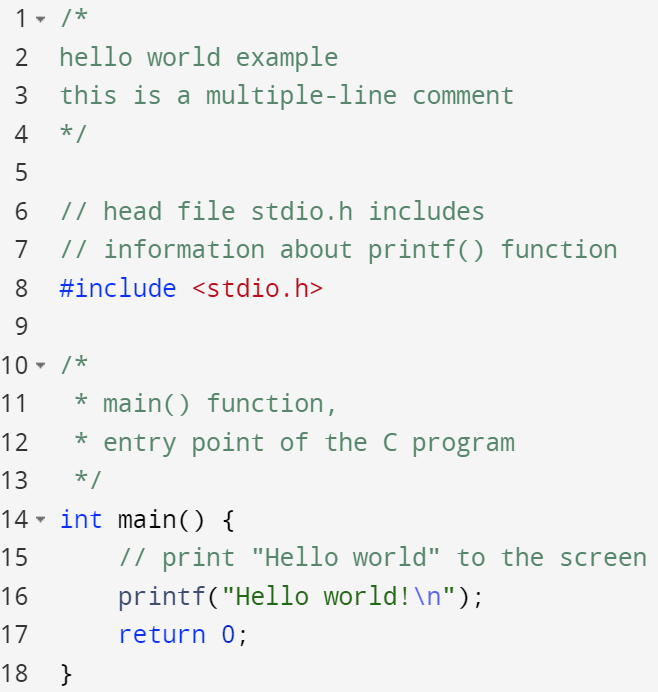 1 /*
2 hello world example
3 this is a multiple-line comment
4 */
5
6 // head file stdio.h includes
7 // information about printf() function
8 #include <stdio.h>
9
10 /*
11  * main() function,
12  * entry point of the C program
13  */
14 int main() {
15     // print "Hello world" to the screen
16     printf("Hello world!\n");
17     return 0;
18 }